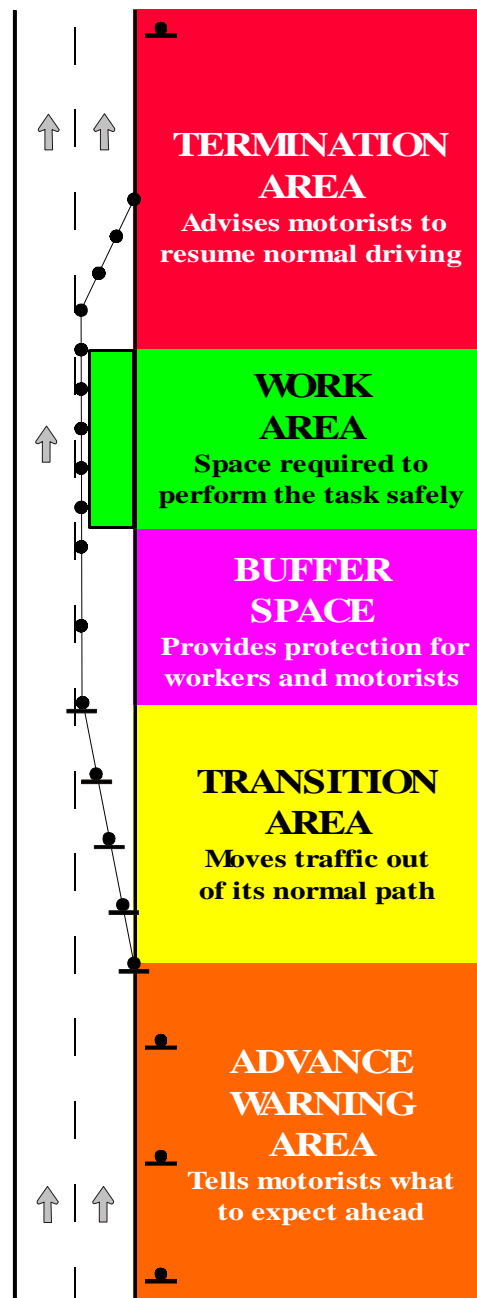 TERMINATION
AREA
Advises motorists to
resume normal driving
WORK
AREA
Space required to
perform the task safely
BUFFER
SPACE
Provides protection for
workers and motorists
TRANSITION
AREA
Moves traffic out
of its normal path
ADVANCE
WARNING
AREA
Tells motorists what
to expect ahead